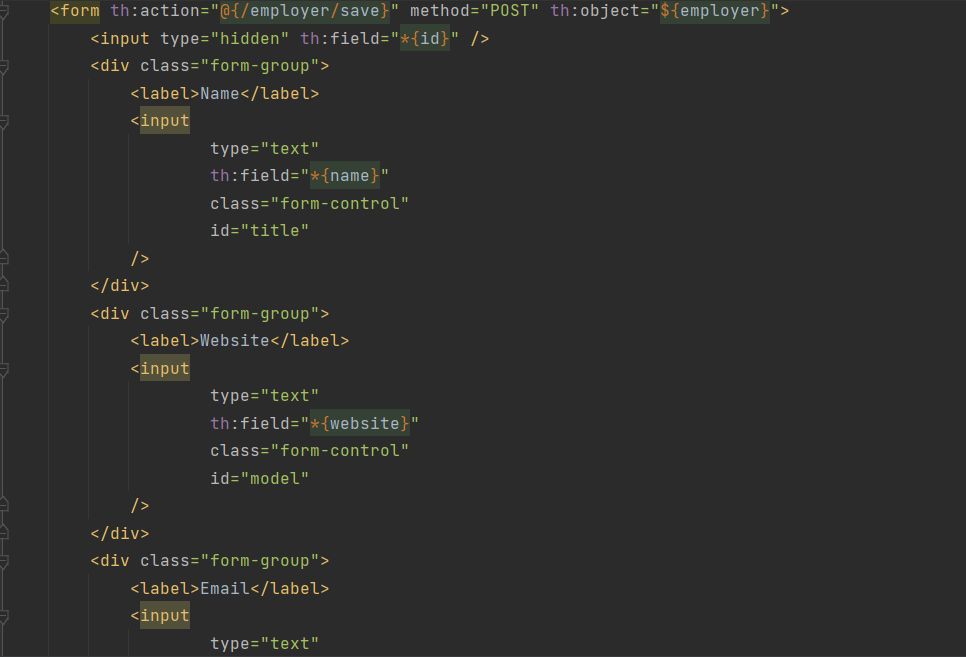 <form th:action="@{/employer/save}" method="POST" th:object="${employer}">
<input type="hidden" th:field="*{id}" />
<div class="form-group">
<label>Name</label>
<input
type="text"
th:field="*{name}"
class="form-control"
id="title"
/>
</div>
<div class="form-group">
<label>Website</label>
<input
type="text"
th:field="*{website}"
class="form-control"
id="model"
/>
</div>
<div class="form-group">
<label>Email</label>
<input
type="text"